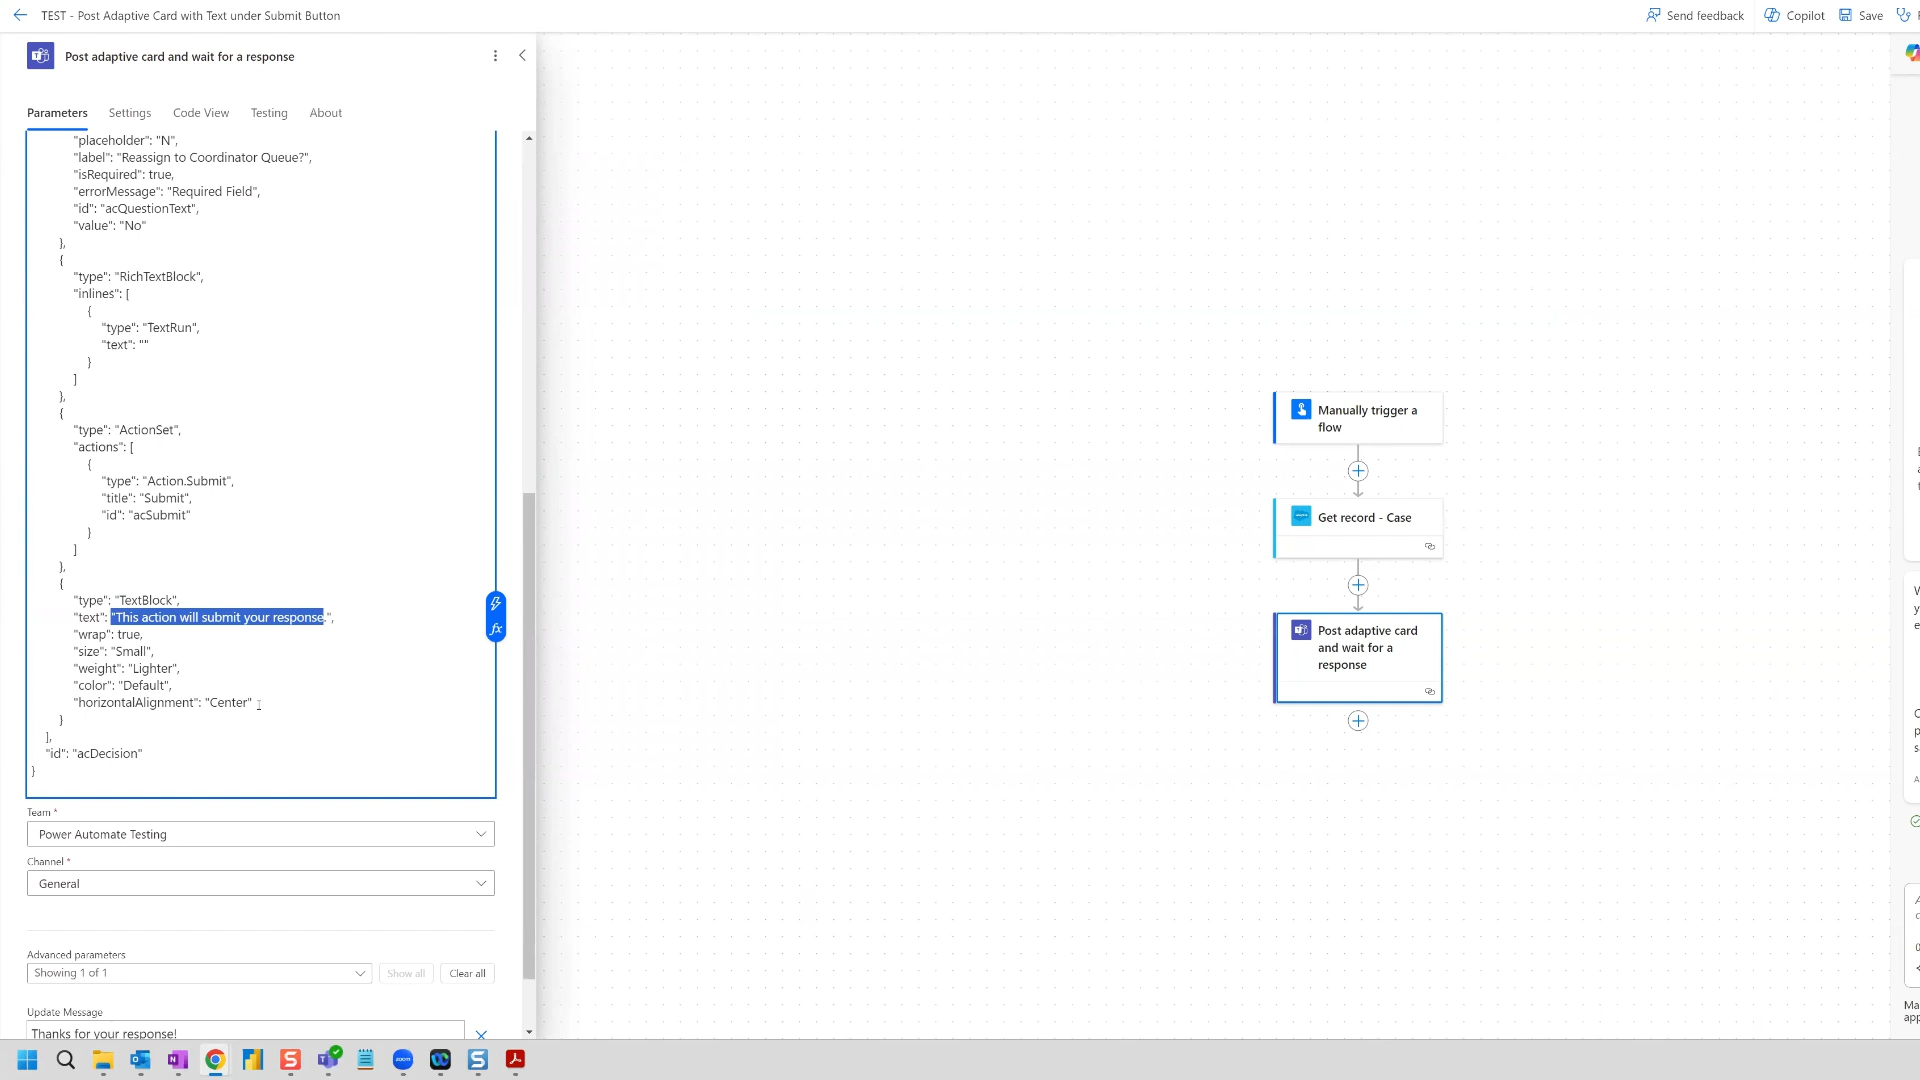 TEST - Post Adaptive Card with Text under Submit Button
Send feedback
Copilot
Save
Post adaptive card and wait for a response
Parameters
Settings
Code View
Testing
About
"placeholder": "N",
"label": "Reassign to Coordinator Queue?",
"isRequired": true,
"errorMessage": "Required Field",
"id": "acQuestionText",
"value": "No"
},
{
"type": "RichTextBlock",
"inlines": [
{
"type": "TextRun",
"text": ""
}
]
},
{
"type": "ActionSet",
"actions": [
{
"type": "Action.Submit",
"title": "Submit",
"id": "acSubmit"
}
]
},
{
"type": "TextBlock",
"text": "This action will submit your response.",
"wrap": true,
"size": "Small",
"weight": "Lighter",
"color": "Default",
"horizontalAlignment": "Center"
}
],
"id": "acDecision"
}
fx
Team *
Power Automate Testing
Channel *
General
Advanced parameters
Showing 1 of 1
Show all
Clear all
Update Message
Thanks for your response!
Manually trigger a
flow
Get record - Case
Post adaptive card
and wait for a
response
Ma
app